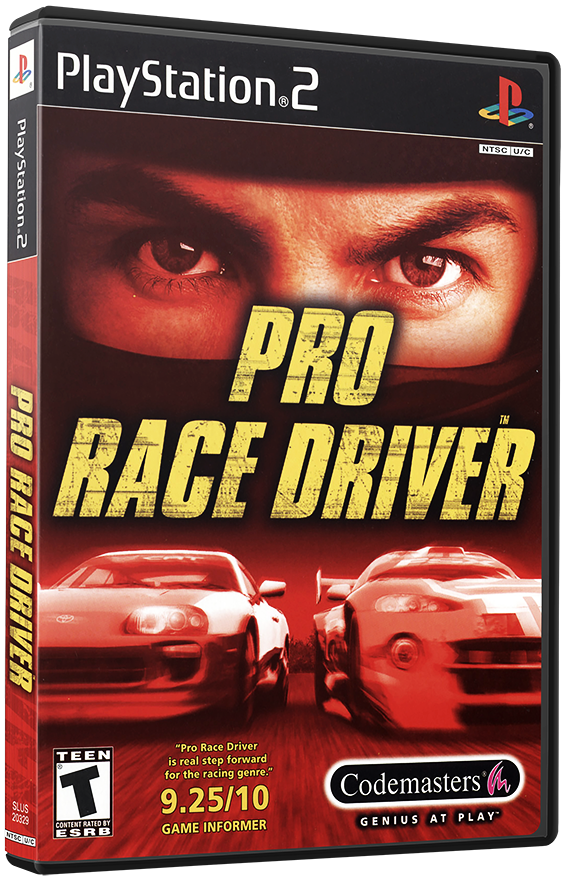 PlayStation®2
NTSC U/C
PRO
RACE DRIVER™
TEEN
T
CONTENT RATED BY
ESRB
"Pro Race Driver
is real step forward
for the racing genre."
9.25/10
GAME INFORMER
Codemasters®
GENIUS AT PLAY™
PlayStation®2
PRO RACE DRIVER
SLUS
20329
NTSC U/C